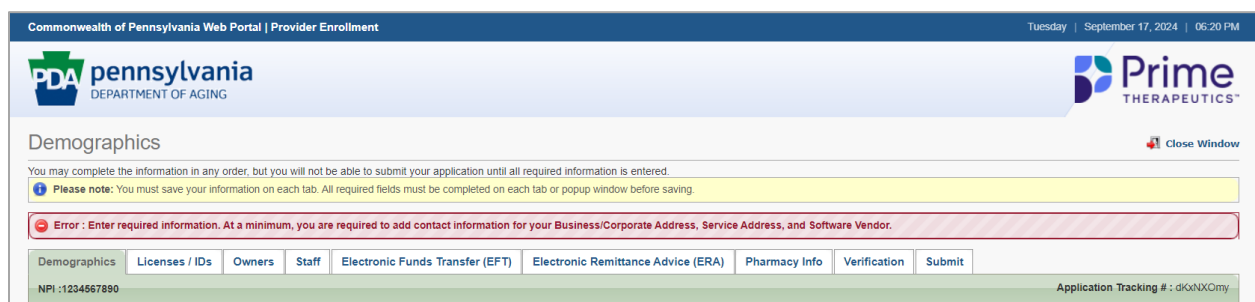 Commonwealth of Pennsylvania Web Portal | Provider Enrollment
Tuesday | September 17, 2024 | 06:20 PM
PDA pennsylvania
DEPARTMENT OF AGING
Prime
THERAPEUTICS™
Demographics
Close Window
You may complete the information in any order, but you will not be able to submit your application until all required information is entered.
Please note: You must save your information on each tab. All required fields must be completed on each tab or popup window before saving.
Error : Enter required information. At a minimum, you are required to add contact information for your Business/Corporate Address, Service Address, and Software Vendor.
Demographics Licenses / IDs Owners Staff Electronic Funds Transfer (EFT) Electronic Remittance Advice (ERA) Pharmacy Info Verification Submit
NPI :1234567890
Application Tracking # : dKxNXOmy